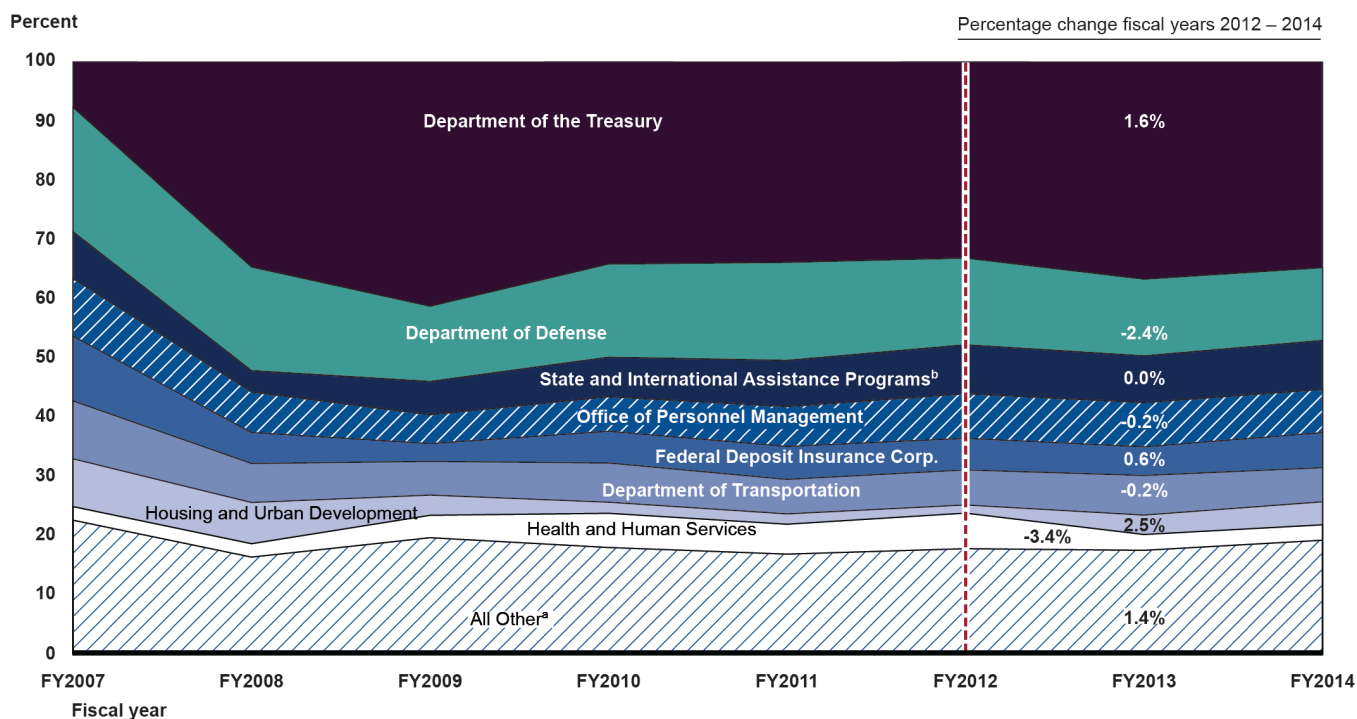 Percent
Percentage change fiscal years 2012 – 2014
100
90
80
70
60
50
40
30
20
10
0
Department of the Treasury
1.6%
Department of Defense
-2.4%
State and International Assistance Programsᵇ
0.0%
Office of Personnel Management
-0.2%
Federal Deposit Insurance Corp.
0.6%
Department of Transportation
-0.2%
Housing and Urban Development
2.5%
Health and Human Services
-3.4%
All Otherᵃ
1.4%
FY2007
FY2008
FY2009
FY2010
FY2011
FY2012
FY2013
FY2014
Fiscal year